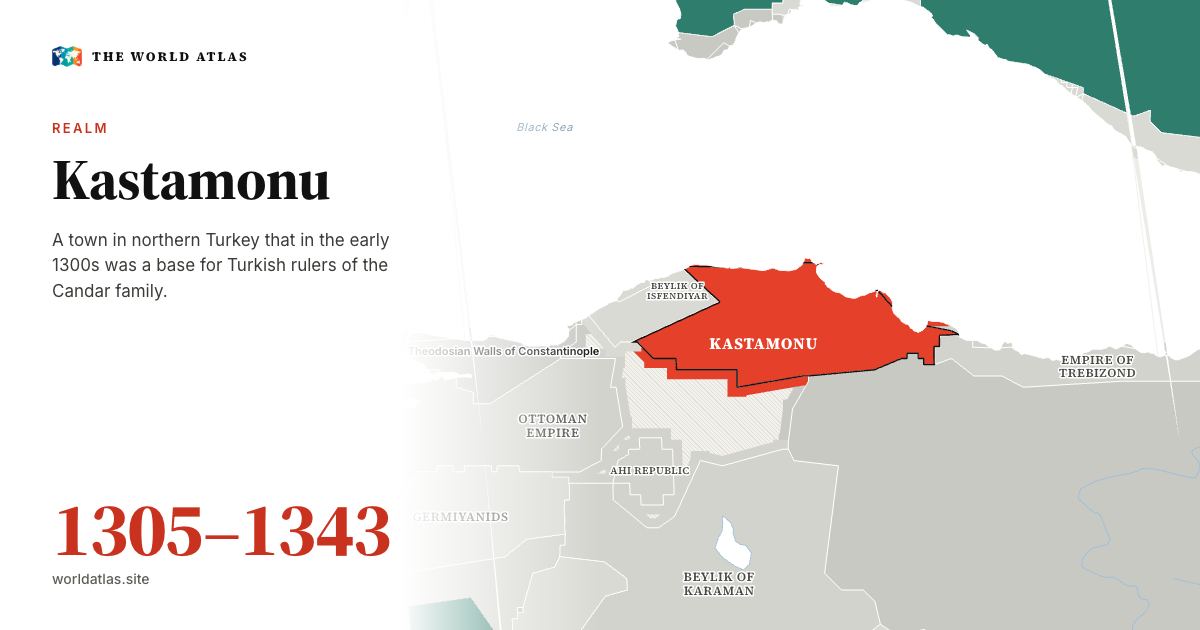 THE WORLD ATLAS
REALM
Kastamonu
A town in northern Turkey that in the early
1300s was a base for Turkish rulers of the
Candar family.
1305–1343
worldatlas.site
Black Sea
BEYLIK OF
ISFENDIYAR
KASTAMONU
Theodosian Walls of Constantinople
EMPIRE OF
TREBIZOND
OTTOMAN
EMPIRE
AHI REPUBLIC
GERMIYANIDS
BEYLIK OF
KARAMAN